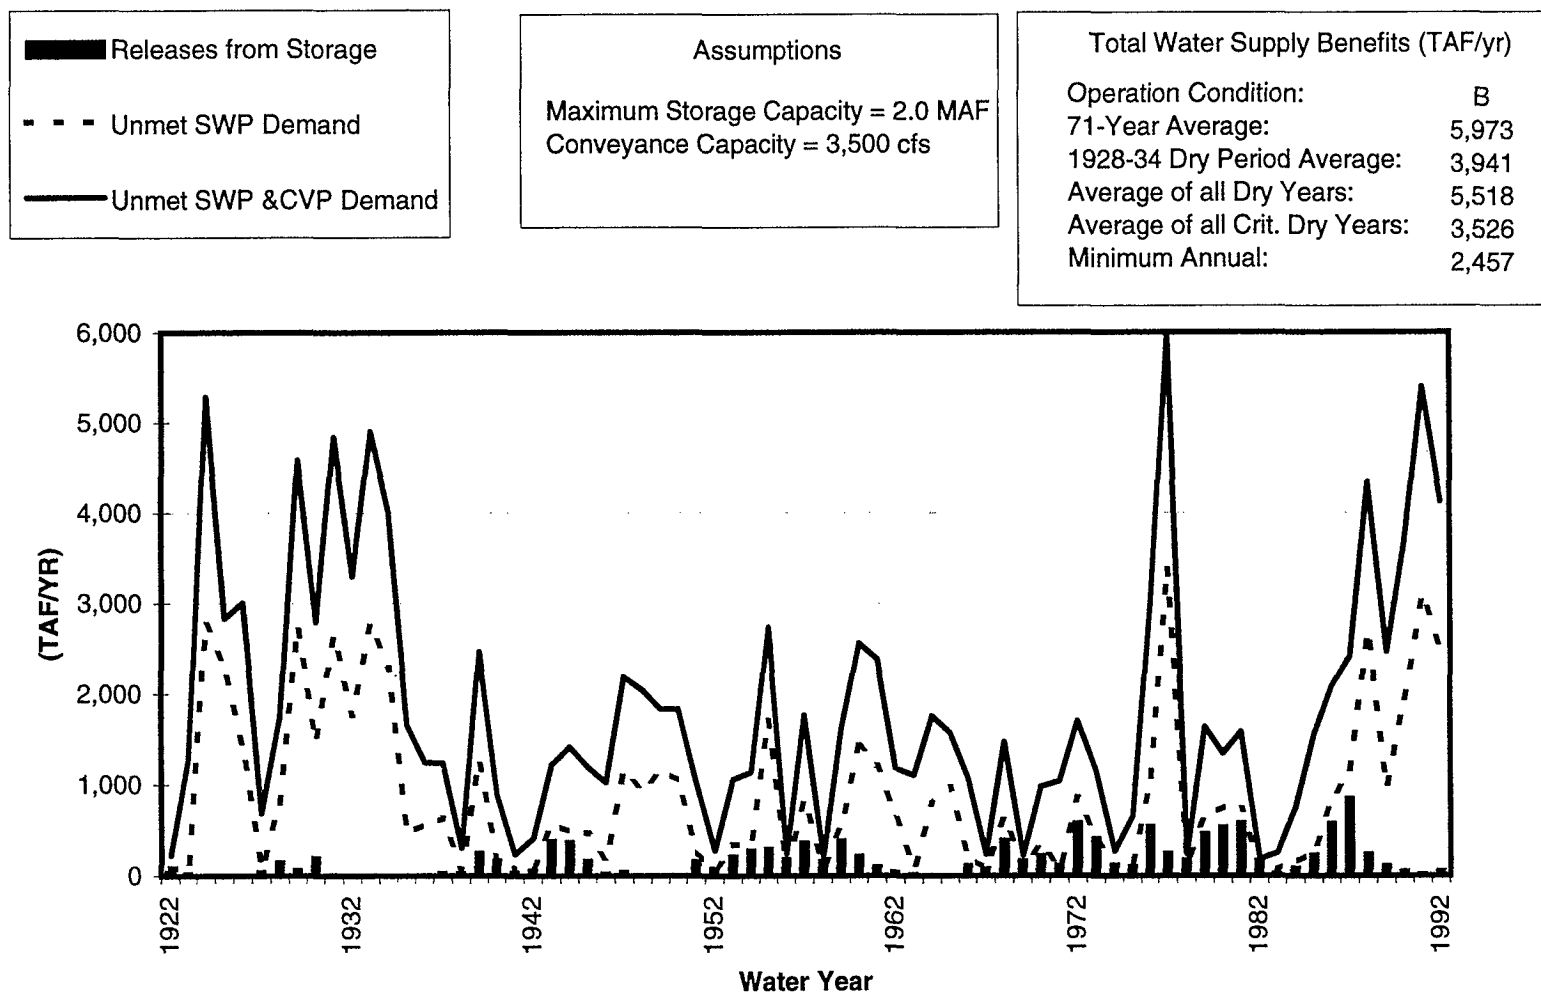 Releases from Storage
Unmet SWP Demand
Unmet SWP &CVP Demand
Assumptions
Maximum Storage Capacity = 2.0 MAF
Conveyance Capacity = 3,500 cfs
Total Water Supply Benefits (TAF/yr)
Operation Condition: B
71-Year Average: 5,973
1928-34 Dry Period Average: 3,941
Average of all Dry Years: 5,518
Average of all Crit. Dry Years: 3,526
Minimum Annual: 2,457
6,000
5,000
4,000
3,000
2,000
1,000
0
(TAF/YR)
1922
1932
1942
1952
1962
1972
1982
1992
Water Year